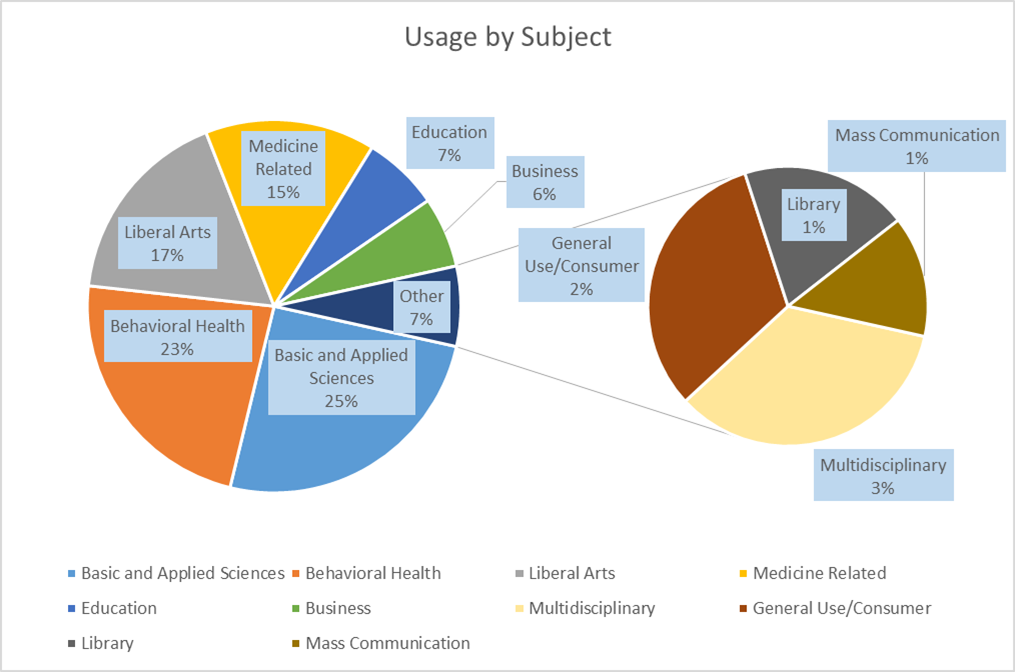 Usage by Subject
Medicine
Related
15%
Education
7%
Business
6%
Mass Communication
1%
Library
1%
General
Use/Consumer
2%
Liberal Arts
17%
Other
7%
Behavioral Health
23%
Basic and Applied
Sciences
25%
Multidisciplinary
3%
Basic and Applied Sciences
Behavioral Health
Liberal Arts
Medicine Related
Education
Business
Multidisciplinary
General Use/Consumer
Library
Mass Communication